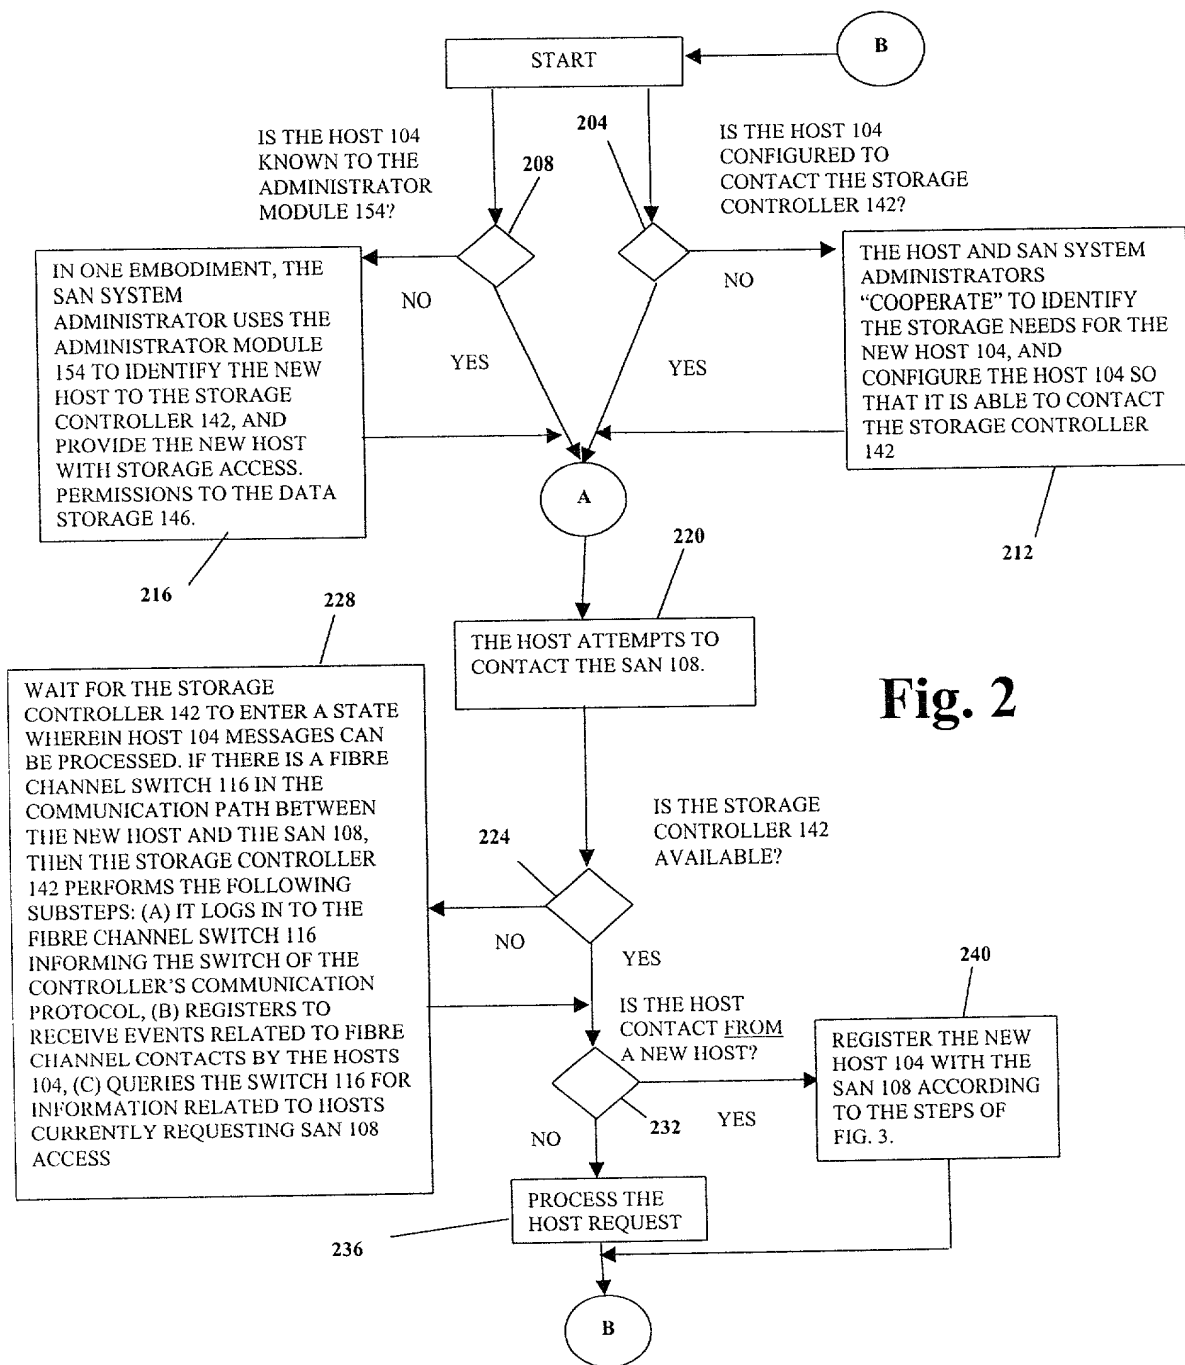 START
B
IS THE HOST 104
KNOWN TO THE
ADMINISTRATOR
MODULE 154?
208
204
IS THE HOST 104
CONFIGURED TO
CONTACT THE STORAGE
CONTROLLER 142?
IN ONE EMBODIMENT, THE
SAN SYSTEM
ADMINISTRATOR USES THE
ADMINISTRATOR MODULE
154 TO IDENTIFY THE NEW
HOST TO THE STORAGE
CONTROLLER 142, AND
PROVIDE THE NEW HOST
WITH STORAGE ACCESS.
PERMISSIONS TO THE DATA
STORAGE 146.
NO
YES
NO
YES
THE HOST AND SAN SYSTEM
ADMINISTRATORS
“COOPERATE” TO IDENTIFY
THE STORAGE NEEDS FOR THE
NEW HOST 104, AND
CONFIGURE THE HOST 104 SO
THAT IT IS ABLE TO CONTACT
THE STORAGE CONTROLLER
142
A
216
212
220
THE HOST ATTEMPTS TO
CONTACT THE SAN 108.
228
WAIT FOR THE STORAGE
CONTROLLER 142 TO ENTER A STATE
WHEREIN HOST 104 MESSAGES CAN
BE PROCESSED. IF THERE IS A FIBRE
CHANNEL SWITCH 116 IN THE
COMMUNICATION PATH BETWEEN
THE NEW HOST AND THE SAN 108,
THEN THE STORAGE CONTROLLER
142 PERFORMS THE FOLLOWING
SUBSTEPS: (A) IT LOGS IN TO THE
FIBRE CHANNEL SWITCH 116
INFORMING THE SWITCH OF THE
CONTROLLER'S COMMUNICATION
PROTOCOL, (B) REGISTERS TO
RECEIVE EVENTS RELATED TO FIBRE
CHANNEL CONTACTS BY THE HOSTS
104, (C) QUERIES THE SWITCH 116 FOR
INFORMATION RELATED TO HOSTS
CURRENTLY REQUESTING SAN 108
ACCESS
Fig. 2
IS THE STORAGE
CONTROLLER 142
AVAILABLE?
224
NO
YES
IS THE HOST
CONTACT FROM
A NEW HOST?
240
REGISTER THE NEW
HOST 104 WITH THE
SAN 108 ACCORDING
TO THE STEPS OF
FIG. 3.
232
YES
NO
PROCESS THE
HOST REQUEST
236
B